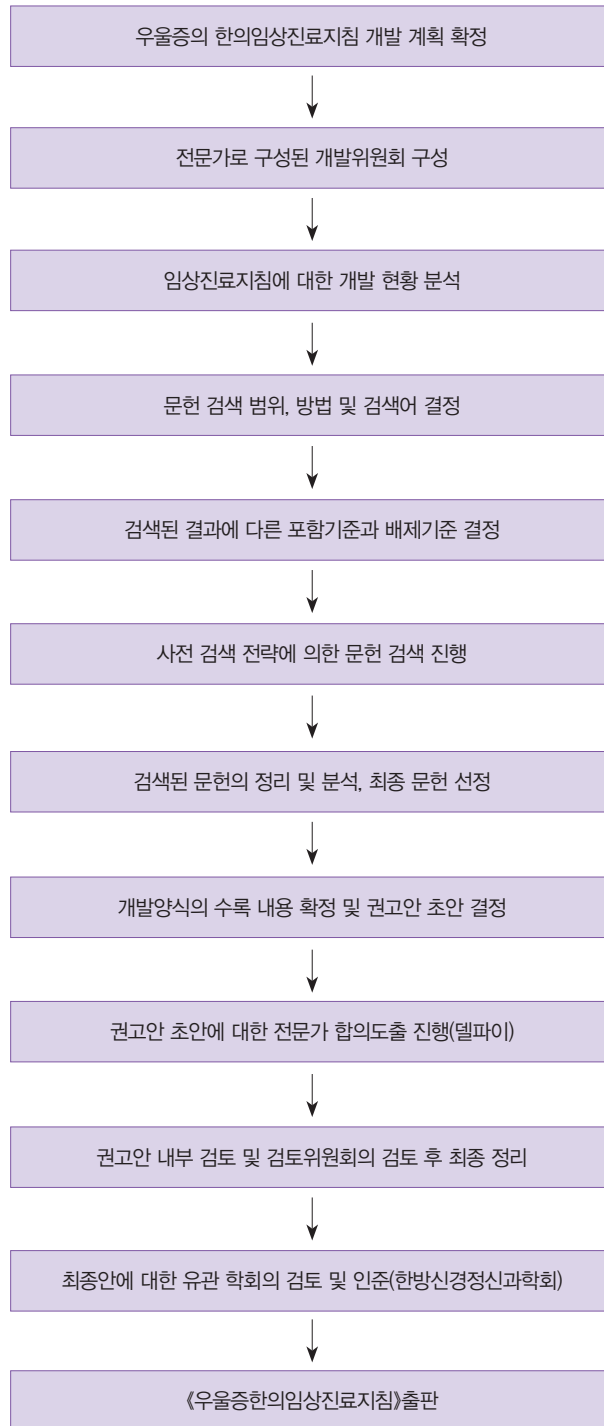 우울증의 한의임상진료지침 개발 계획 확정
전문가로 구성된 개발위원회 구성
임상진료지침에 대한 개발 현황 분석
문헌 검색 범위, 방법 및 검색어 결정
검색된 결과에 다른 포함기준과 배제기준 결정
사전 검색 전략에 의한 문헌 검색 진행
검색된 문헌의 정리 및 분석, 최종 문헌 선정
개발양식의 수록 내용 확정 및 권고안 초안 결정
권고안 초안에 대한 전문가 합의도출 진행(델파이)
권고안 내부 검토 및 검토위원회의 검토 후 최종 정리
최종안에 대한 유관 학회의 검토 및 인준(한방신경정신과학회)
《우울증한의임상진료지침》출판